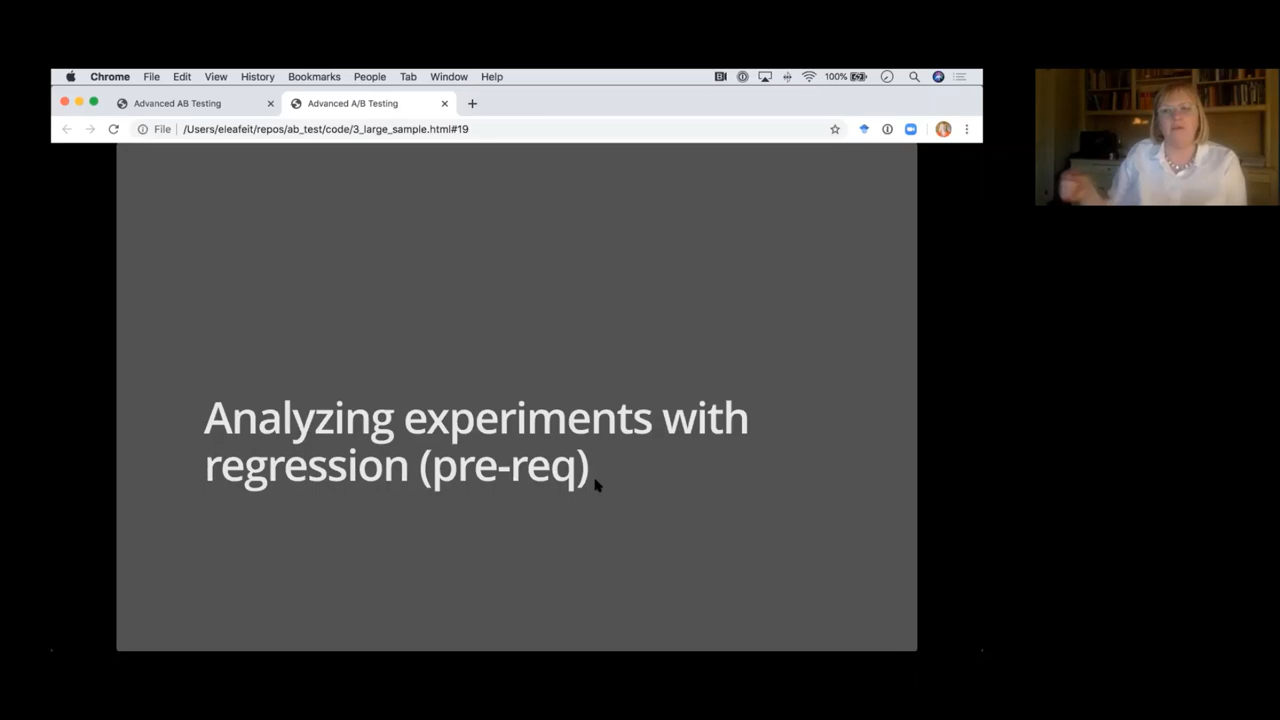 Chrome File Edit View History Bookmarks People Tab Window Help 100%
Advanced AB Testing Advanced A/B Testing
File /Users/eleafeit/repos/ab_test/code/3_large_sample.html#19
Analyzing experiments with
regression (pre-req)